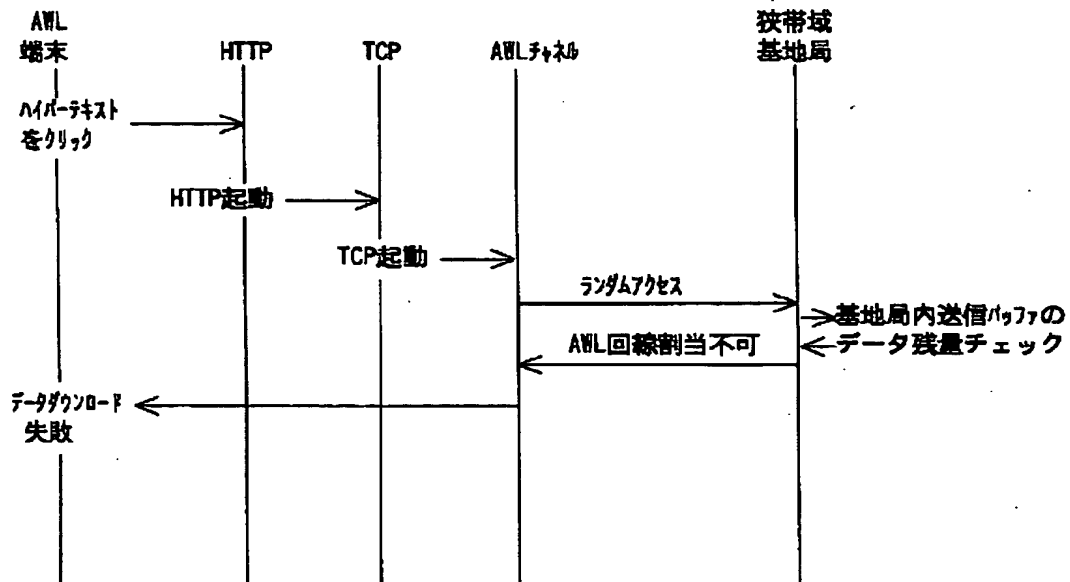 AWL
端末
HTTP
TCP
AWLチャネル
狭帯域
基地局
ハイパーテキスト
をクリック
HTTP起動
TCP起動
ランダムアクセス
基地局内送信バッファの
データ残量チェック
AWL回線割当不可
データダウンロード
失敗